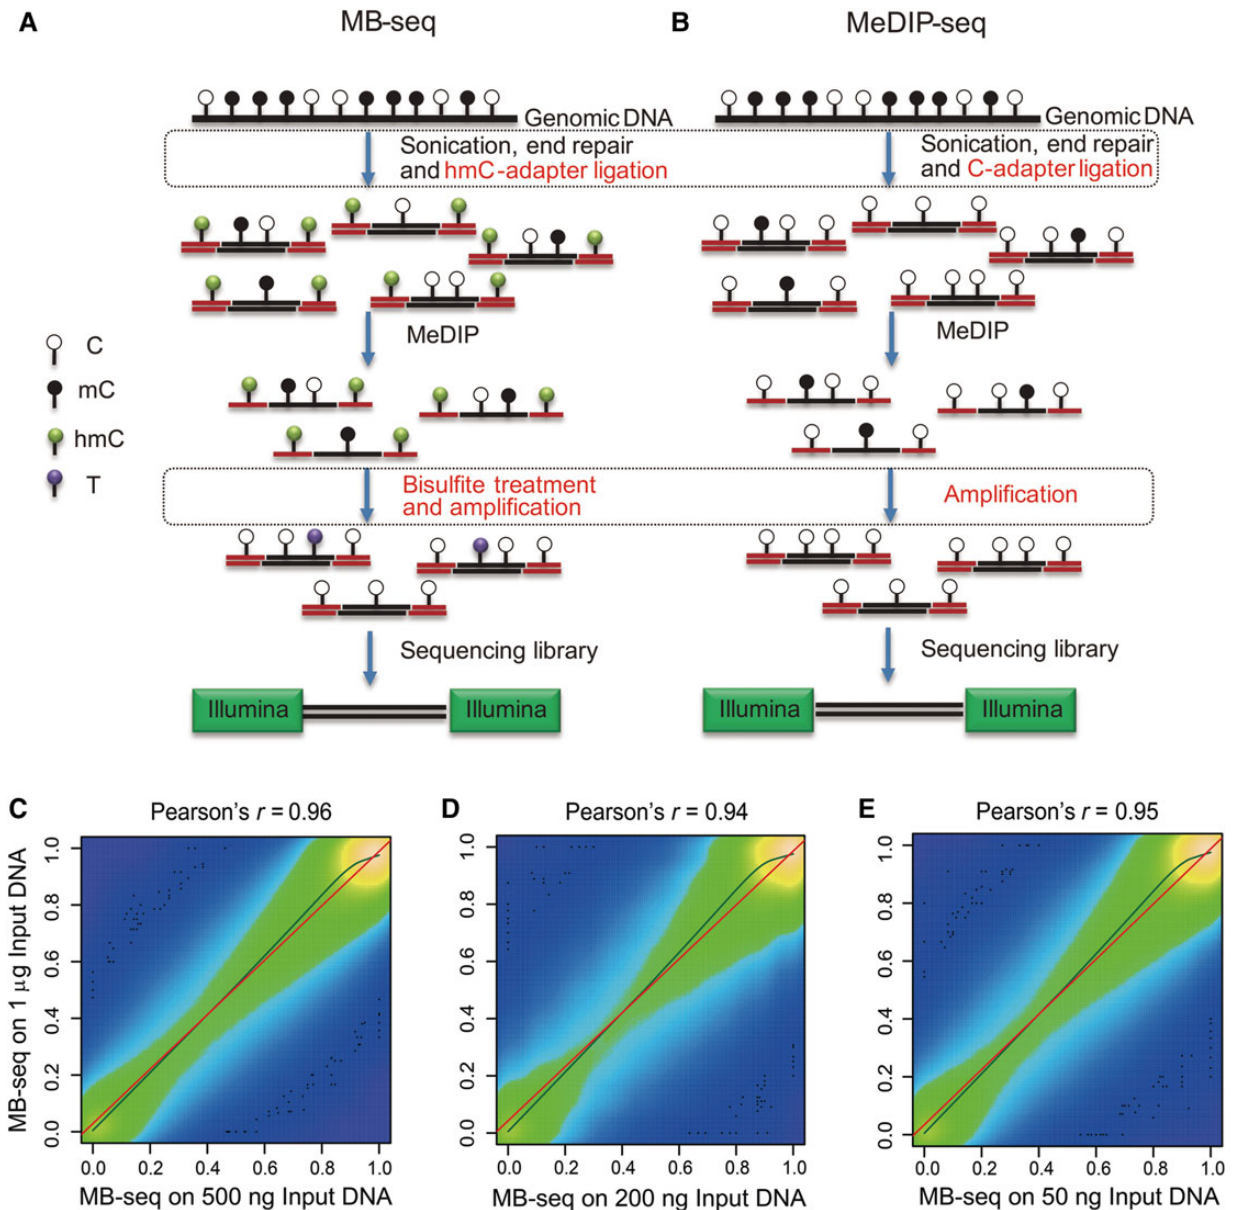 A
MB-seq
B
MeDIP-seq
Genomic DNA
Genomic DNA
Sonication, end repair
and hmC-adapter ligation
Sonication, end repair
and C-adapter ligation
MeDIP
MeDIP
C
mC
hmC
T
Bisulfite treatment
and amplification
Amplification
Sequencing library
Sequencing library
Illumina
Illumina
Illumina
Illumina
C
Pearson's r = 0.96
MB-seq on 1 µg Input DNA
1.0
0.8
0.6
0.4
0.2
0.0
0.0 0.2 0.4 0.6 0.8 1.0
MB-seq on 500 ng Input DNA
D
Pearson's r = 0.94
1.0
0.8
0.6
0.4
0.2
0.0
0.0 0.2 0.4 0.6 0.8 1.0
MB-seq on 200 ng Input DNA
E
Pearson's r = 0.95
1.0
0.8
0.6
0.4
0.2
0.0
0.0 0.2 0.4 0.6 0.8 1.0
MB-seq on 50 ng Input DNA